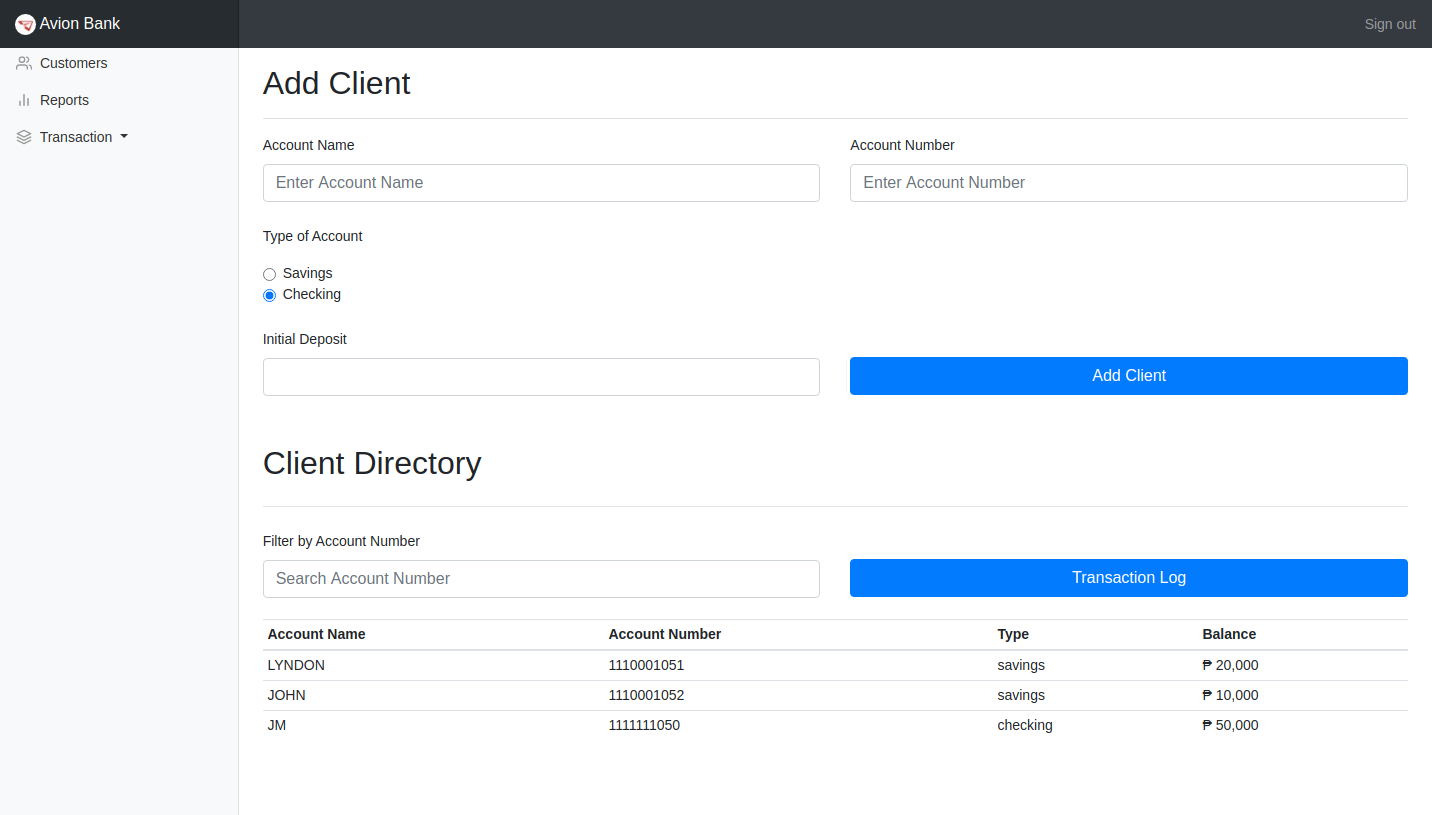 Avion Bank
Sign out
Customers
Reports
Transaction
Add Client
Account Name Account Number
Enter Account Name Enter Account Number
Type of Account
Savings
Checking
Initial Deposit
Add Client
Client Directory
Filter by Account Number
Search Account Number Transaction Log
Account Name Account Number Type Balance
LYNDON 1110001051 savings ₱ 20,000
JOHN 1110001052 savings ₱ 10,000
JM 1111111050 checking ₱ 50,000